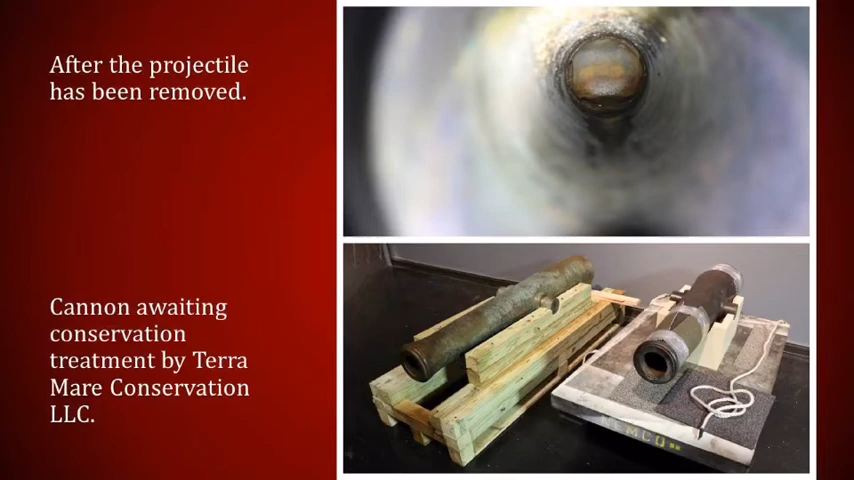 After the projectile
has been removed.
Cannon awaiting
conservation
treatment by Terra
Mare Conservation
LLC.